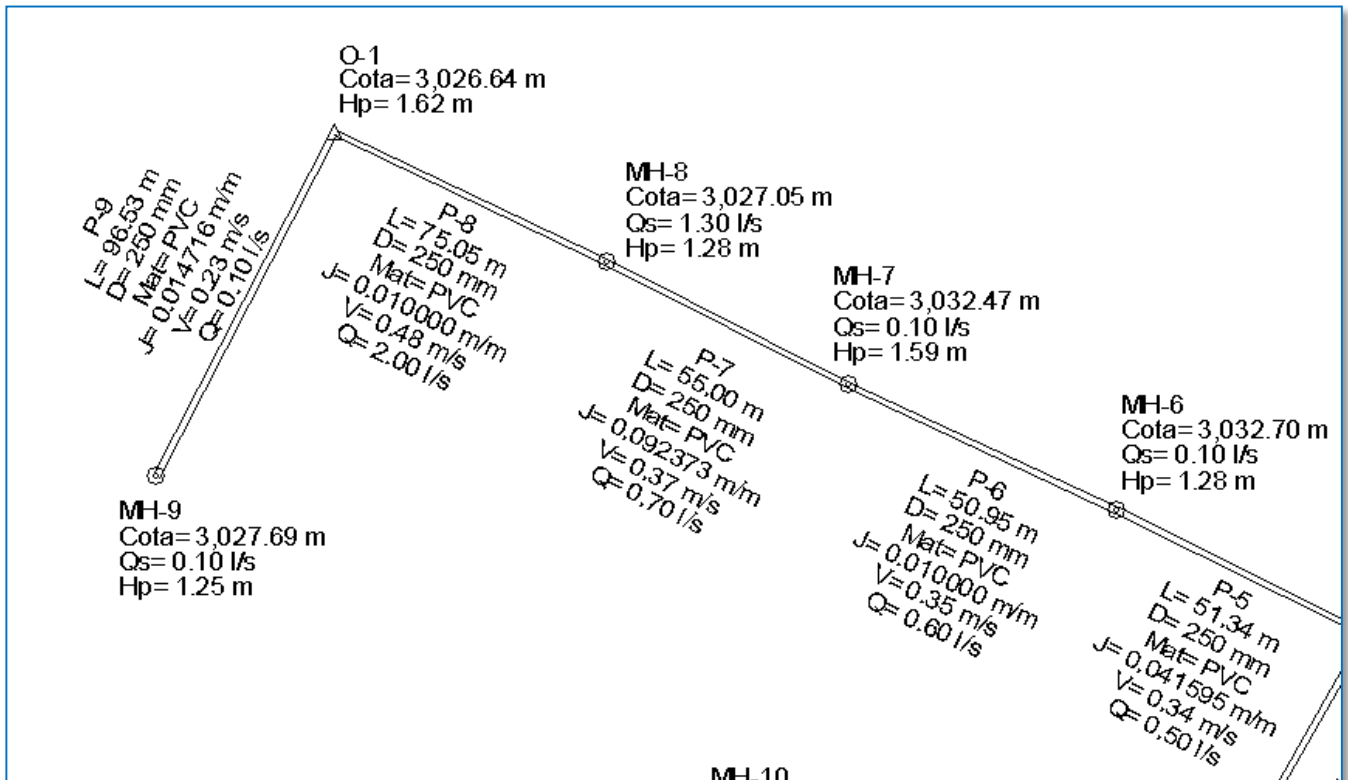 O-1
Cota= 3,026.64 m
Hp= 1.62 m
MH-8
Cota= 3,027.05 m
Qs= 1.30 l/s
Hp= 1.28 m
P-9
L= 96.53 m
D= 250 mm
Mat= PVC
J= 0.014716 m/m
V= 0.23 m/s
Q= 0.10 l/s
P-8
L= 75.05 m
D= 250 mm
Mat= PVC
J= 0.010000 m/m
V= 0.48 m/s
Q= 2.00 l/s
MH-7
Cota= 3,032.47 m
Qs= 0.10 l/s
Hp= 1.59 m
P-7
L= 55.00 m
D= 250 mm
Mat= PVC
J= 0.092373 m/m
V= 0.37 m/s
Q= 0.70 l/s
MH-6
Cota= 3,032.70 m
Qs= 0.10 l/s
Hp= 1.28 m
P-6
L= 50.95 m
D= 250 mm
Mat= PVC
J= 0.010000 m/m
V= 0.35 m/s
Q= 0.60 l/s
MH-9
Cota= 3,027.69 m
Qs= 0.10 l/s
Hp= 1.25 m
P-5
L= 51.34 m
D= 250 mm
Mat= PVC
J= 0.041595 m/m
V= 0.34 m/s
Q= 0.50 l/s
MH-10